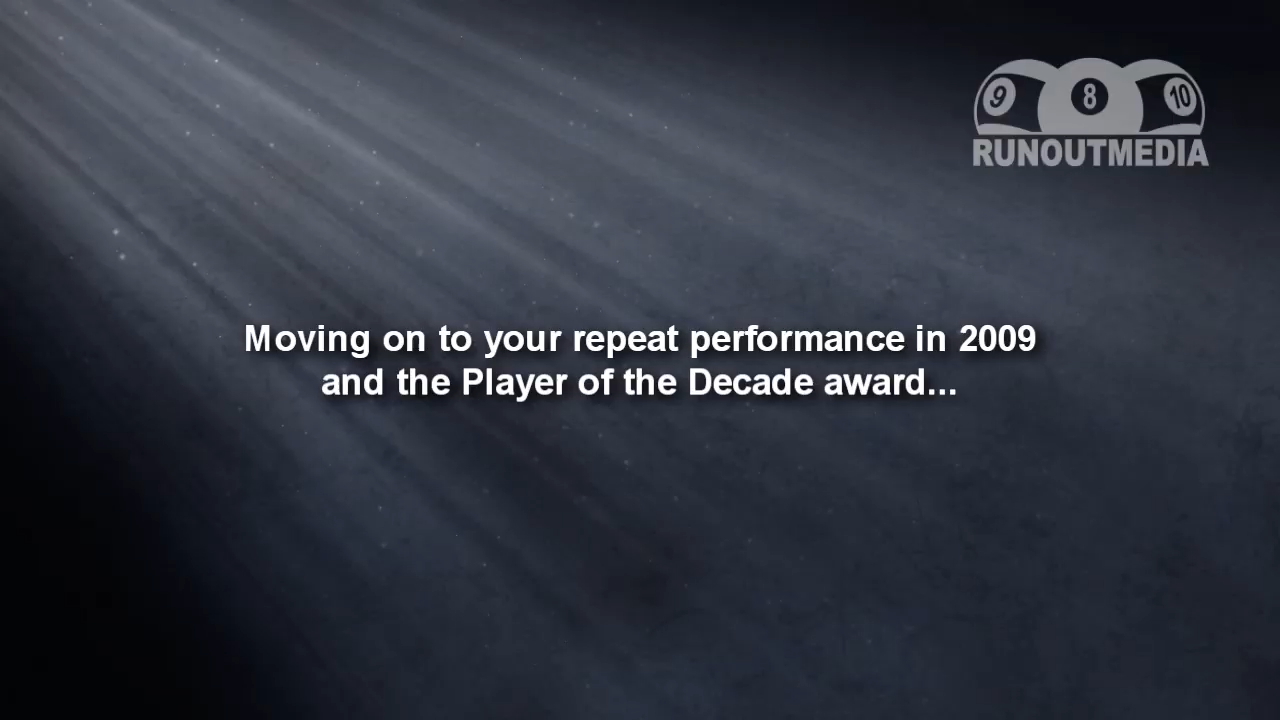 9 8 10
RUNOUTMEDIA
Moving on to your repeat performance in 2009
and the Player of the Decade award...